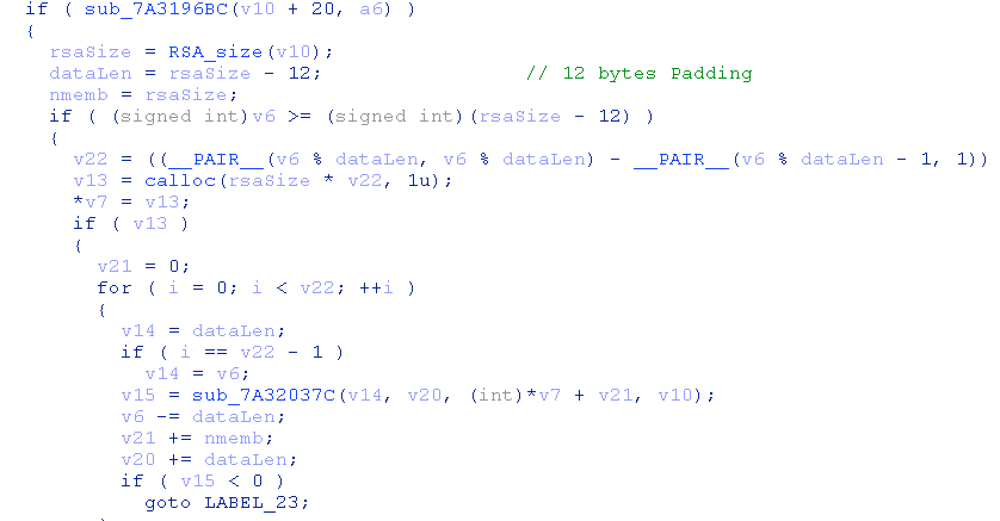 if ( sub_7A3196BC(v10 + 20, a6) )
{
rsaSize = RSA_size(v10);
dataLen = rsaSize - 12; // 12 bytes Padding
nmemb = rsaSize;
if ( (signed int)v6 >= (signed int)(rsaSize - 12) )
{
v22 = ((__PAIR__(v6 % dataLen, v6 % dataLen) - __PAIR__(v6 % dataLen - 1, 1))
v13 = calloc(rsaSize * v22, 1u);
*v7 = v13;
if ( v13 )
{
v21 = 0;
for ( i = 0; i < v22; ++i )
{
v14 = dataLen;
if ( i == v22 - 1 )
v14 = v6;
v15 = sub_7A32037C(v14, v20, (int)*v7 + v21, v10);
v6 -= dataLen;
v21 += nmemb;
v20 += dataLen;
if ( v15 < 0 )
goto LABEL_23;